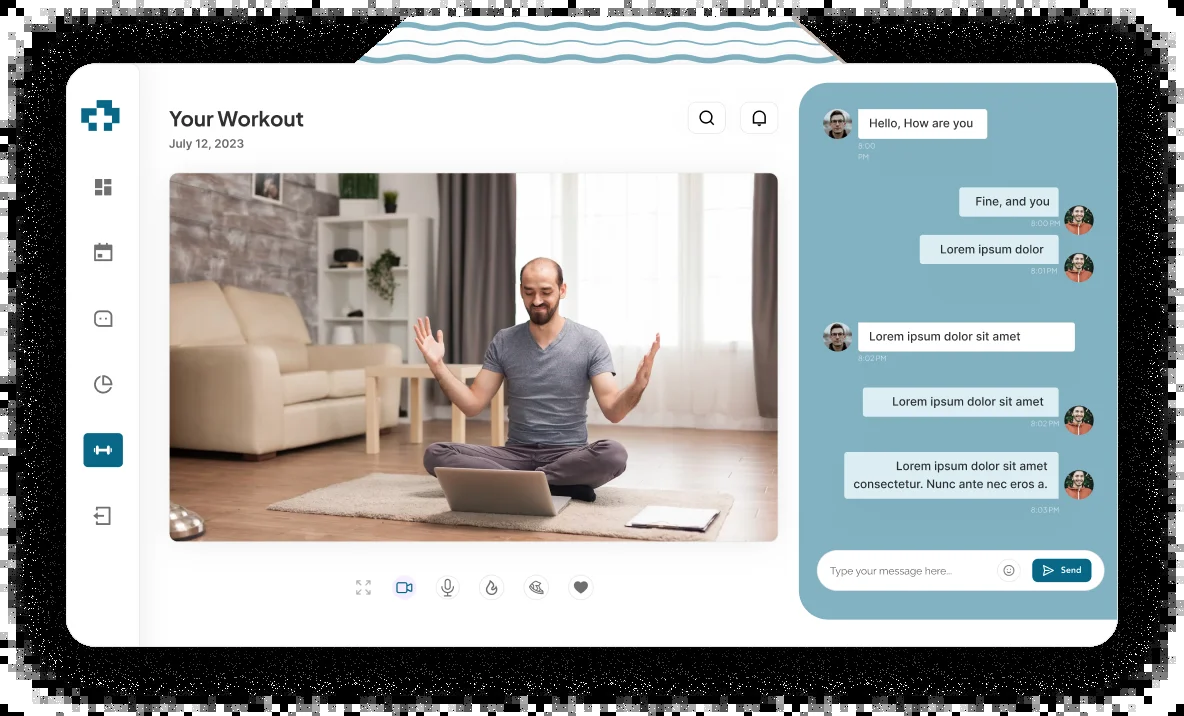 Your Workout
July 12, 2023
Hello, How are you
8:00
PM
Fine, and you
8:00 PM
Lorem ipsum dolor
8:01 PM
Lorem ipsum dolor sit amet
8:02 PM
Lorem ipsum dolor sit amet
8:02 PM
Lorem ipsum dolor sit amet
consectetur. Nunc ante nec eros a.
8:03 PM
Type your message here...
Send